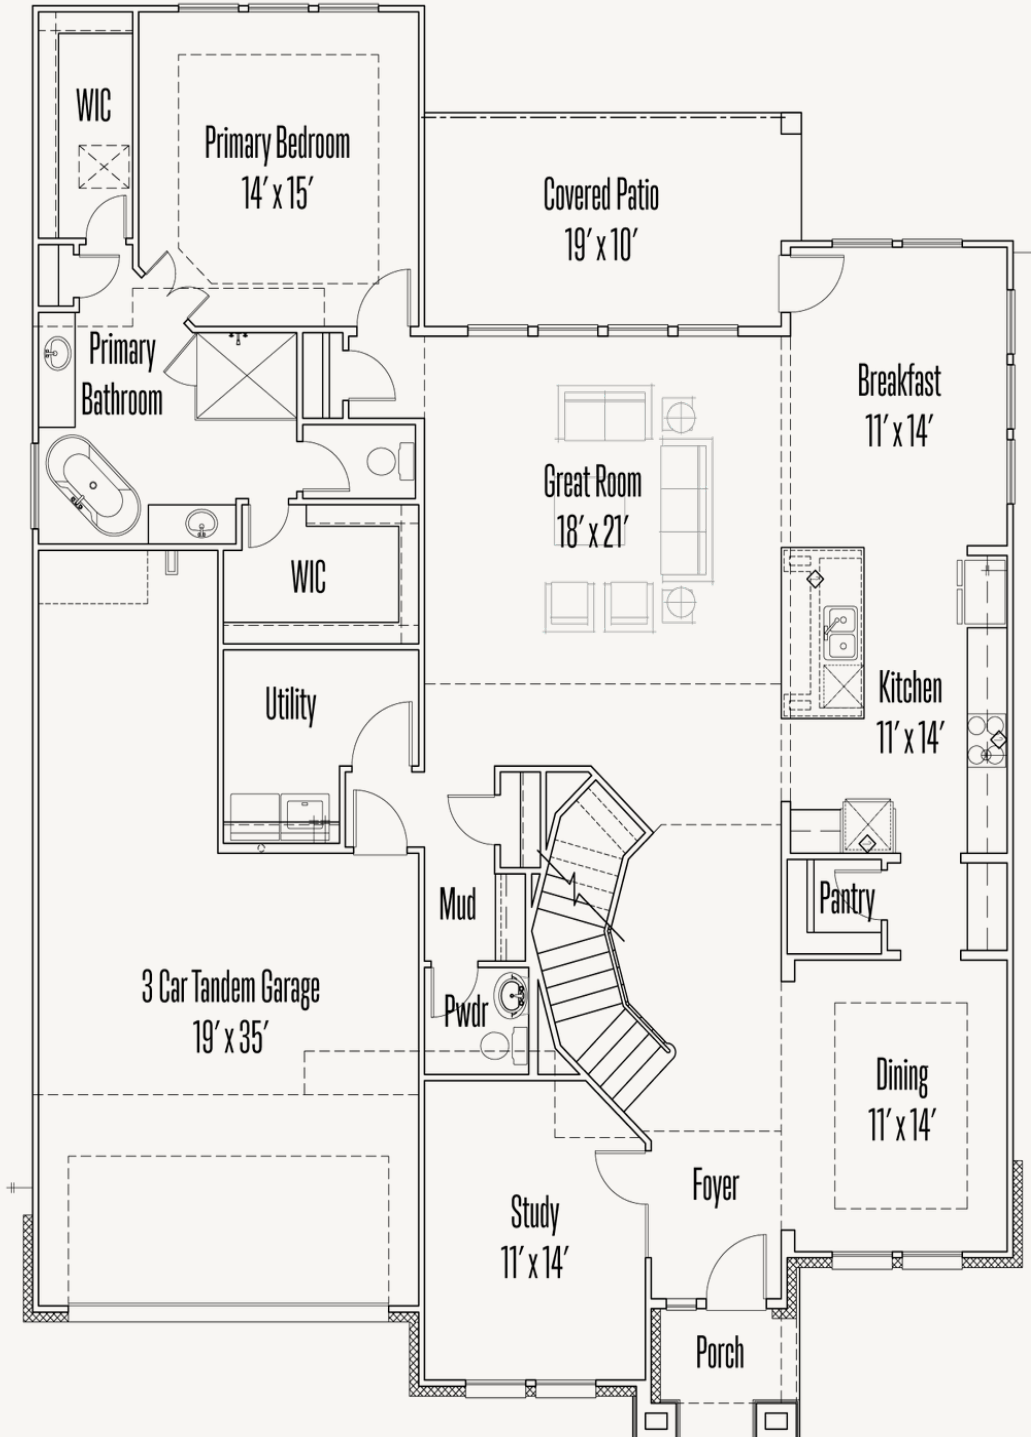 WIC
Primary Bedroom
14' x 15'
Covered Patio
19' x 10'
Primary
Bathroom
Breakfast
11' x 14'
Great Room
18' x 21'
WIC
Utility
Kitchen
11' x 14'
Mud
Pantry
3 Car Tandem Garage
19' x 35'
Pwdr
Dining
11' x 14'
Study
11' x 14'
Foyer
Porch